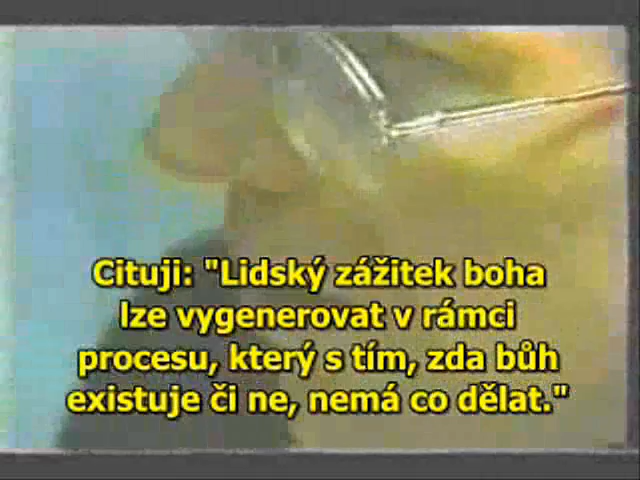 Cituji: "Lidský zážitek boha
lze vygenerovat v rámci
procesu, který s tím, zda bůh
existuje či ne, nemá co dělat."